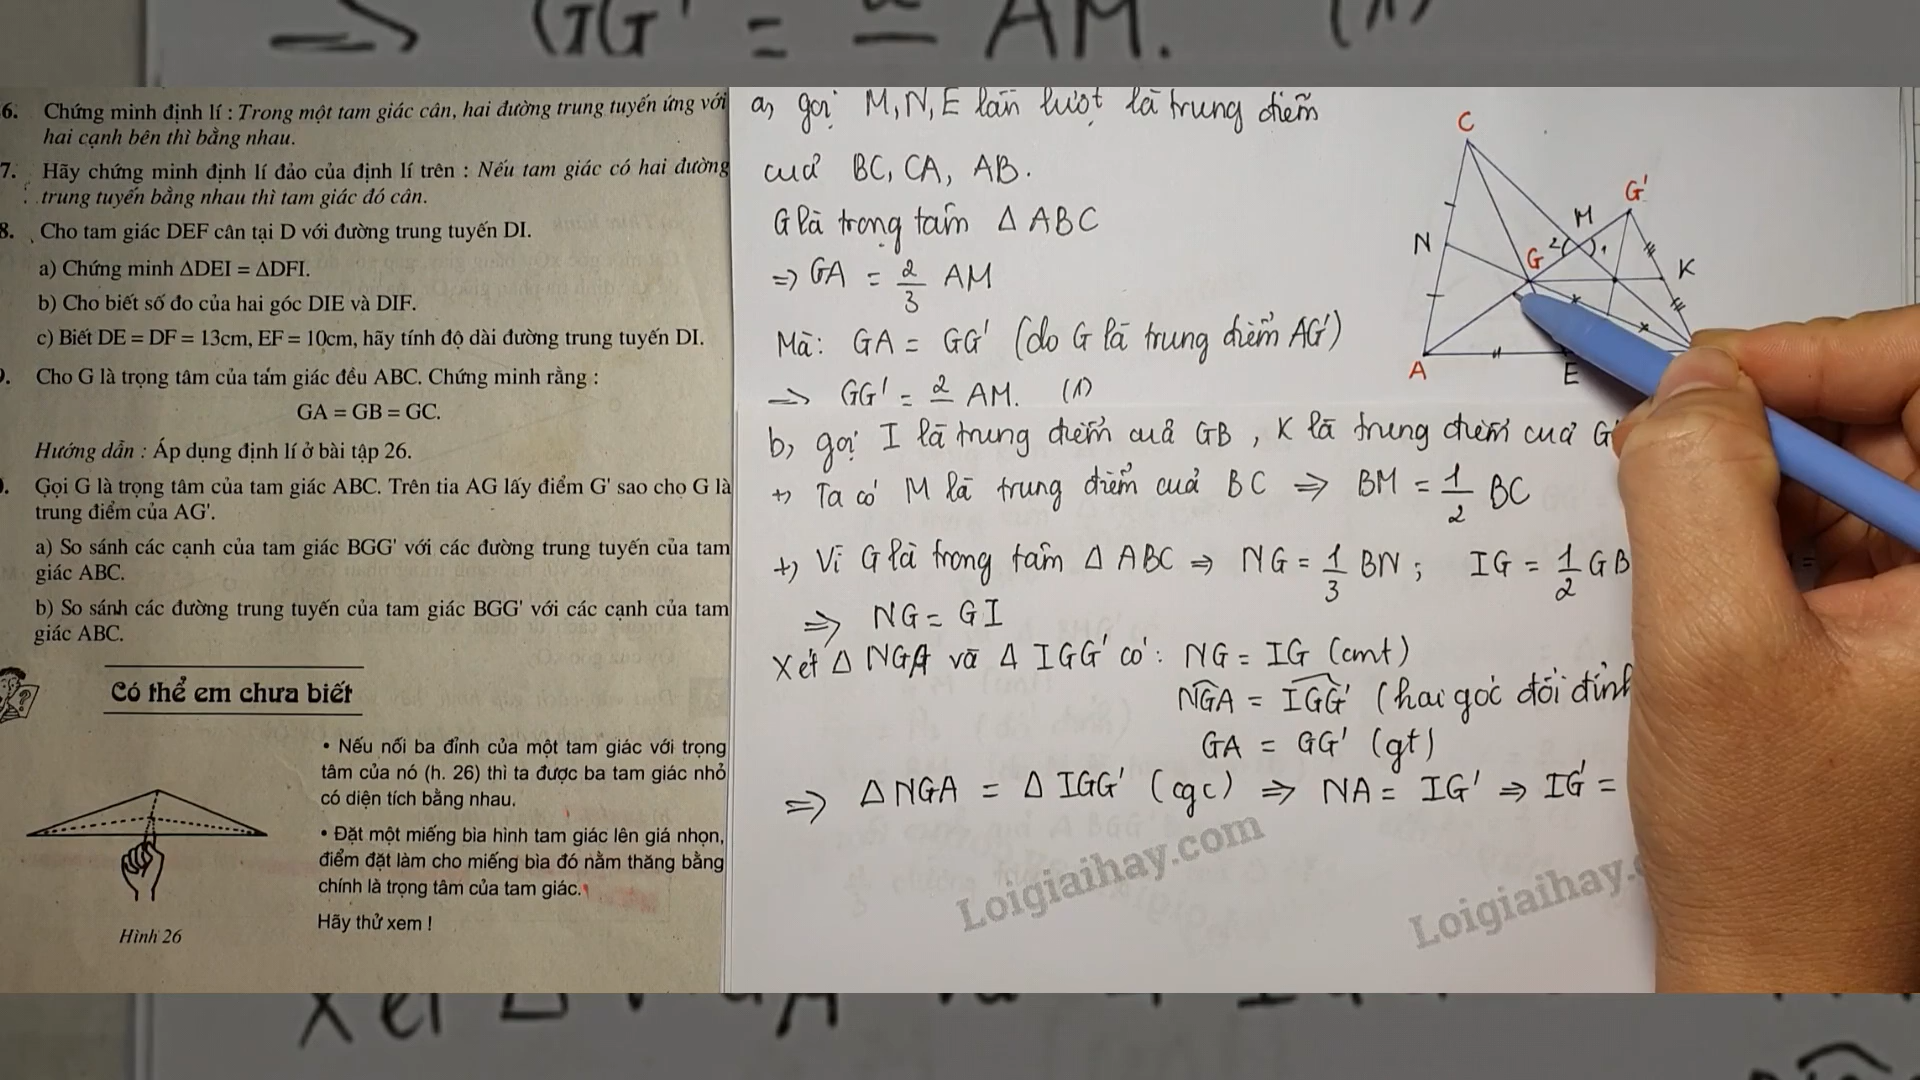 GG' = AM.
6. Chứng minh định lí : Trong một tam giác cân, hai đường trung tuyến ứng với
hai cạnh bên thì bằng nhau.
7. Hãy chứng minh định lí đảo của định lí trên : Nếu tam giác có hai đường
trung tuyến bằng nhau thì tam giác đó cân.
8. Cho tam giác DEF cân tại D với đường trung tuyến DI.
a) Chứng minh ΔDEI = ΔDFI.
b) Cho biết số đo của hai góc DIE và DIF.
c) Biết DE = DF = 13cm, EF = 10cm, hãy tính độ dài đường trung tuyến DI.
Cho G là trọng tâm của tam giác đều ABC. Chứng minh rằng :
GA = GB = GC.
Hướng dẫn : Áp dụng định lí ở bài tập 26.
Gọi G là trọng tâm của tam giác ABC. Trên tia AG lấy điểm G' sao cho G là
trung điểm của AG'.
a) So sánh các cạnh của tam giác BGG' với các đường trung tuyến của tam
giác ABC.
b) So sánh các đường trung tuyến của tam giác BGG' với các cạnh của tam
giác ABC.
Có thể em chưa biết
• Nếu nối ba đỉnh của một tam giác với trọng
tâm của nó (h. 26) thì ta được ba tam giác nhỏ
có diện tích bằng nhau.
• Đặt một miếng bìa hình tam giác lên giá nhọn,
điểm đặt làm cho miếng bìa đó nằm thăng bằng
chính là trọng tâm của tam giác.
Hãy thử xem !
Hình 26
a, gọi M, N, E lần lượt là trung điểm
của BC, CA, AB.
G là trọng tâm Δ ABC
=> GA = 2/3 AM
Mà: GA = GG' (do G là trung điểm AG')
=> GG' = 2 AM. (1)
b, gọi I là trung điểm của GB, K là trung điểm của G'
+, Ta có M là trung điểm của BC => BM = 1/2 BC
+, Vì G là trọng tâm Δ ABC => NG = 1/3 BN; IG = 1/2 GB
=> NG = GI
Xét Δ NGA và Δ IGG' có: NG = IG (cmt)
NGA = IGG' (hai góc đối đỉnh
GA = GG' (gt)
=> Δ NGA = Δ IGG' (cgc) => NA = IG' => IG' =
C
G'
M
N
G
2
1
K
A
E
Loigiaihay.com
Loigiaihay.
Xét Δ